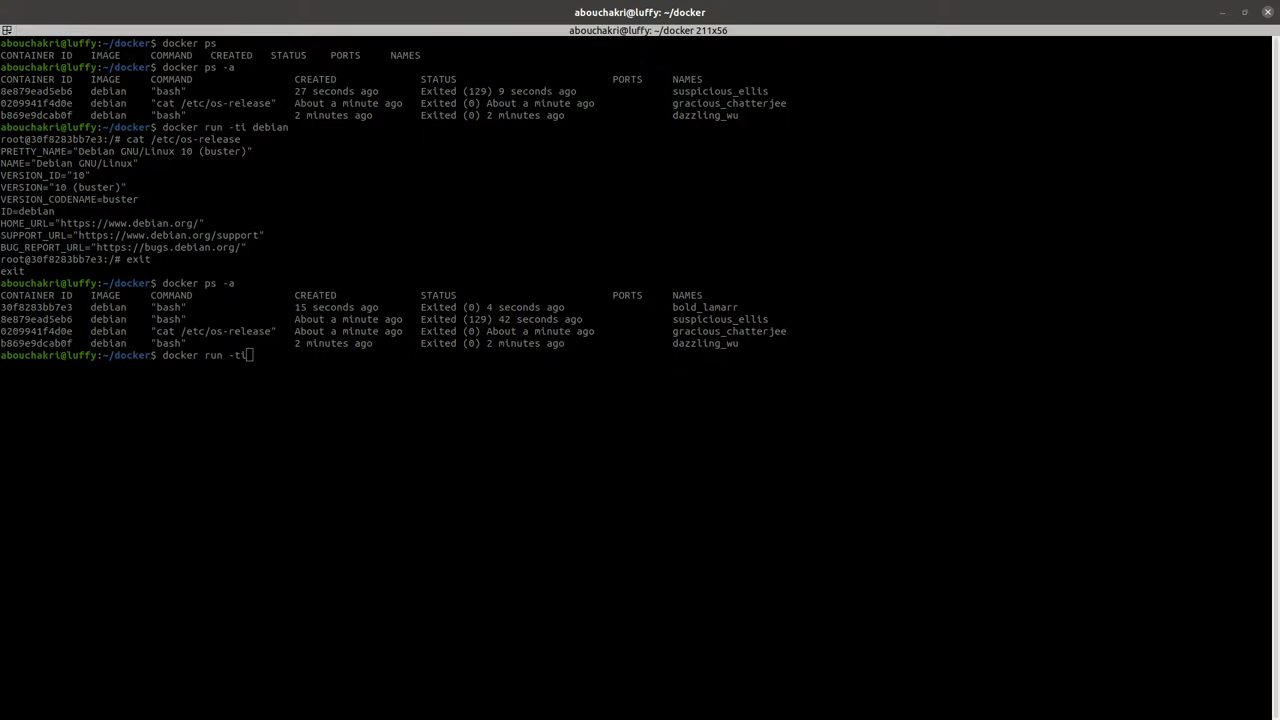 abouchakri@luffy: ~/docker
abouchakri@luffy: ~/docker 211x56
abouchakri@luffy:~/docker$ docker ps
CONTAINER ID   IMAGE     COMMAND   CREATED   STATUS    PORTS     NAMES
abouchakri@luffy:~/docker$ docker ps -a
CONTAINER ID   IMAGE     COMMAND                 CREATED              STATUS                          PORTS     NAMES
8e879ead5eb6   debian    "bash"                  27 seconds ago       Exited (129) 9 seconds ago                suspicious_ellis
0209941f4d0e   debian    "cat /etc/os-release"   About a minute ago   Exited (0) About a minute ago             gracious_chatterjee
b869e9dcab0f   debian    "bash"                  2 minutes ago        Exited (0) 2 minutes ago                  dazzling_wu
abouchakri@luffy:~/docker$ docker run -ti debian
root@30f8283bb7e3:/# cat /etc/os-release
PRETTY_NAME="Debian GNU/Linux 10 (buster)"
NAME="Debian GNU/Linux"
VERSION_ID="10"
VERSION="10 (buster)"
VERSION_CODENAME=buster
ID=debian
HOME_URL="https://www.debian.org/"
SUPPORT_URL="https://www.debian.org/support"
BUG_REPORT_URL="https://bugs.debian.org/"
root@30f8283bb7e3:/# exit
exit
abouchakri@luffy:~/docker$ docker ps -a
CONTAINER ID   IMAGE     COMMAND                 CREATED              STATUS                          PORTS     NAMES
30f8283bb7e3   debian    "bash"                  15 seconds ago       Exited (0) 4 seconds ago                  bold_lamarr
8e879ead5eb6   debian    "bash"                  About a minute ago   Exited (129) 42 seconds ago               suspicious_ellis
0209941f4d0e   debian    "cat /etc/os-release"   About a minute ago   Exited (0) About a minute ago             gracious_chatterjee
b869e9dcab0f   debian    "bash"                  2 minutes ago        Exited (0) 2 minutes ago                  dazzling_wu
abouchakri@luffy:~/docker$ docker run -ti